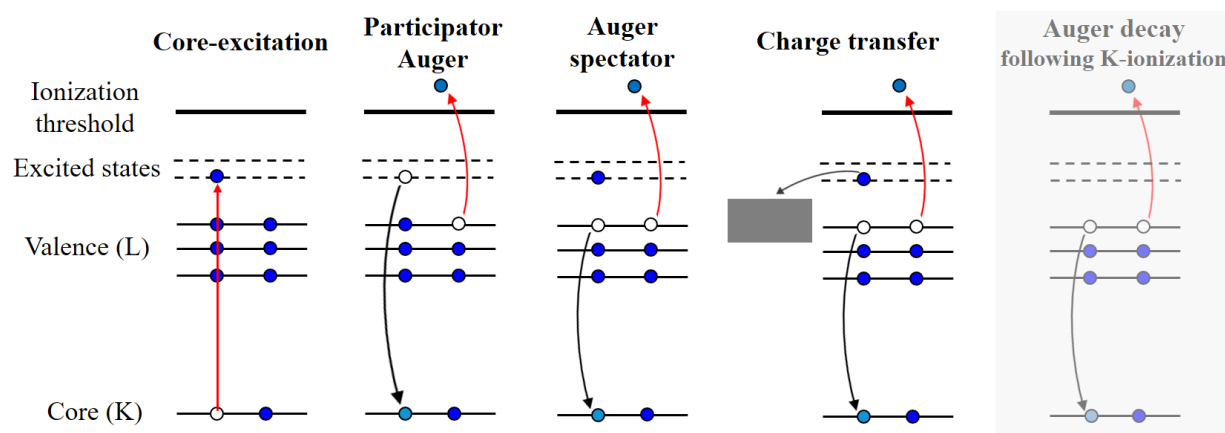 Core-excitation
Participator
Auger
Auger
spectator
Charge transfer
Auger decay
following K-ionization
Ionization
threshold
Excited states
Valence (L)
Core (K)